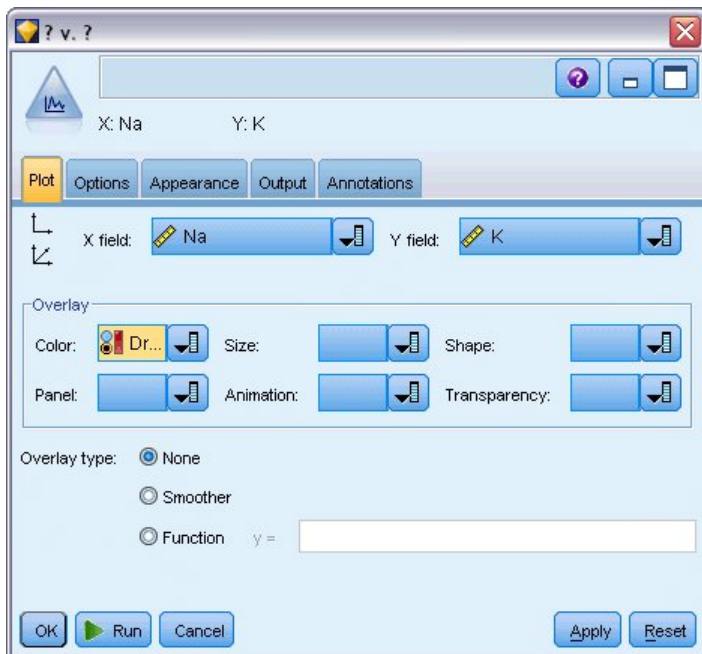 ? v. ?
X: Na Y: K
Plot Options Appearance Output Annotations
X field: Na Y field: K
Overlay
Color: Dr... Size: Shape:
Panel: Animation: Transparency:
Overlay type: None
Smoother
Function y =
OK Run Cancel Apply Reset